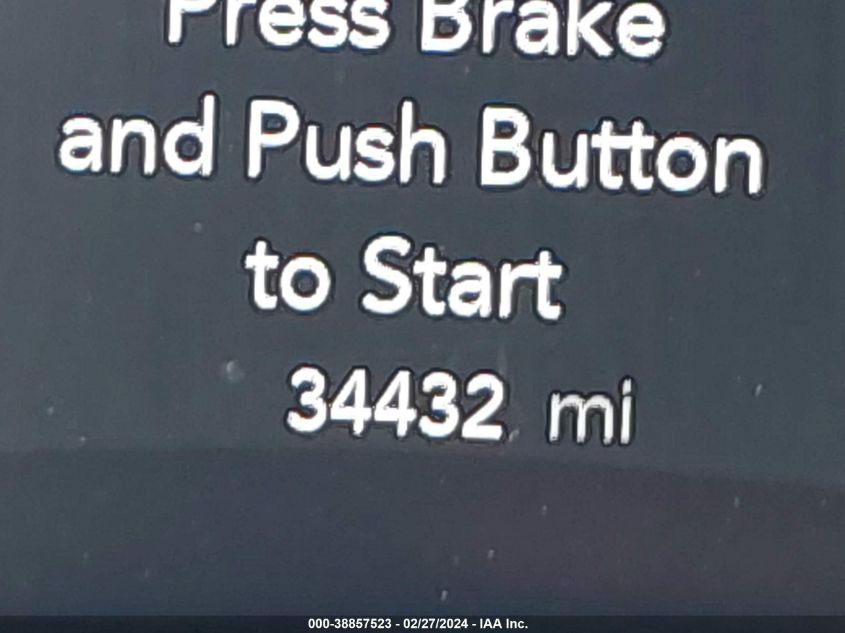 Press Brake
and Push Button
to Start
34432 mi
000-38857523 - 02/27/2024 - IAA Inc.